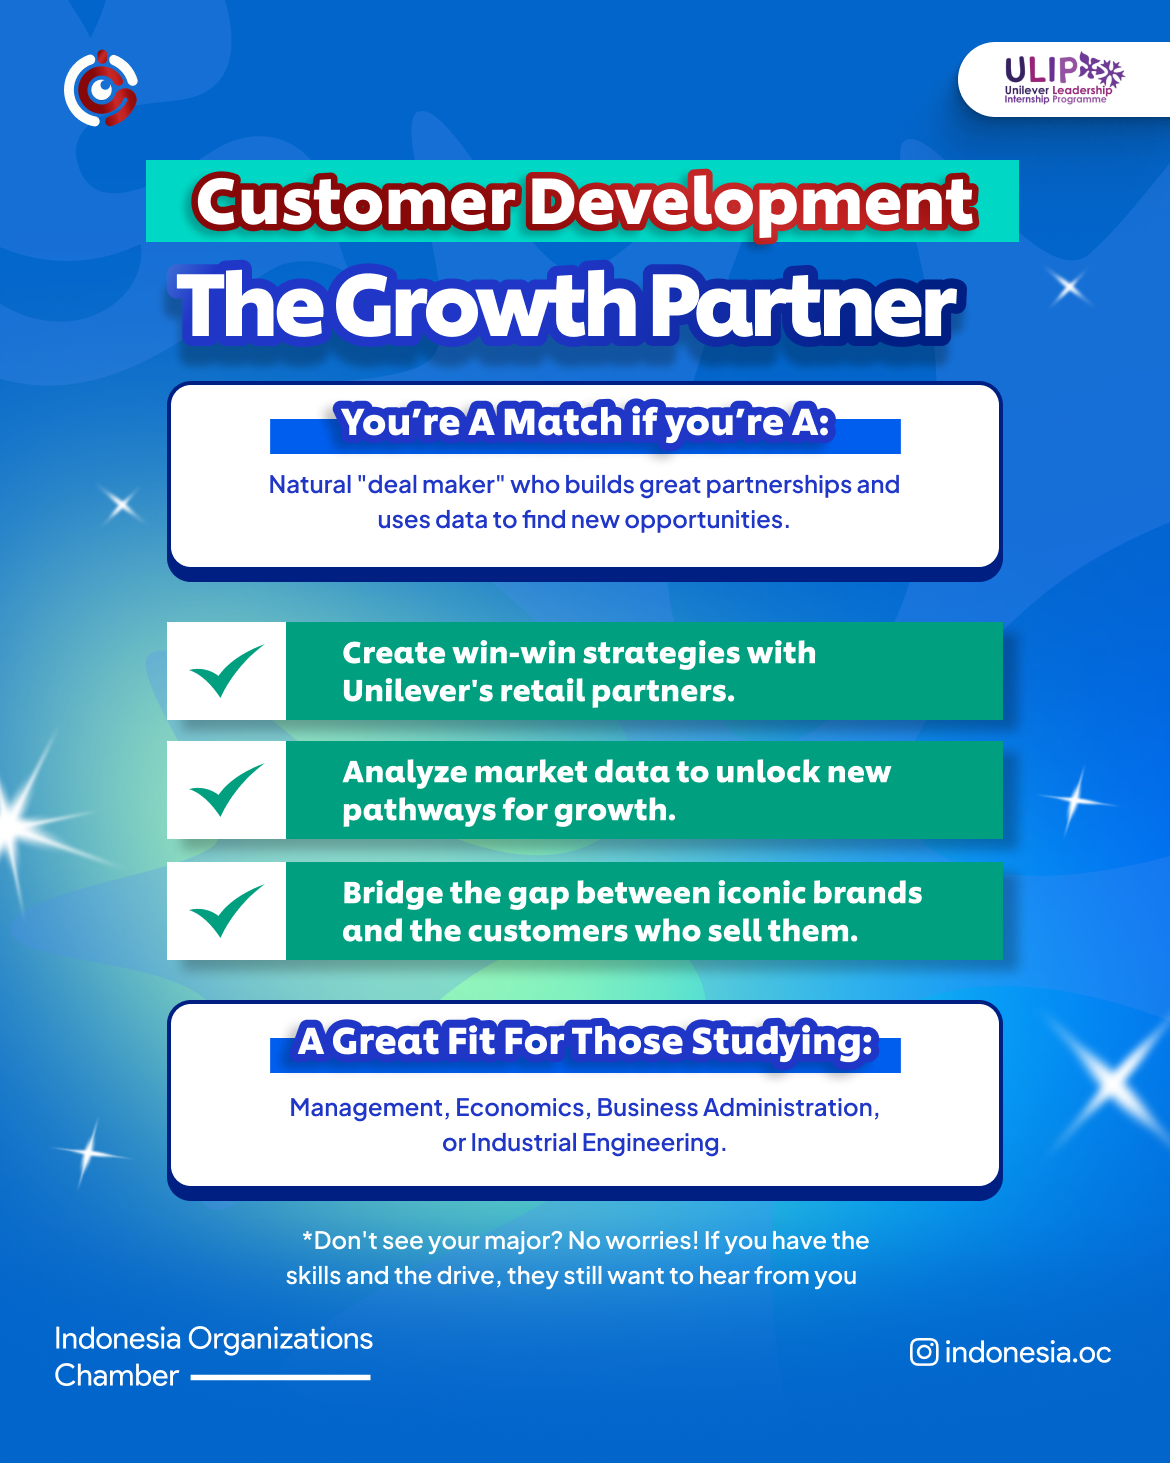 ULIP
Unilever Leadership
Internship Programme
Customer Development
The Growth Partner
You’re A Match if you’re A:
Natural "deal maker" who builds great partnerships and
uses data to find new opportunities.
Create win-win strategies with
Unilever's retail partners.
Analyze market data to unlock new
pathways for growth.
Bridge the gap between iconic brands
and the customers who sell them.
A Great Fit For Those Studying:
Management, Economics, Business Administration,
or Industrial Engineering.
*Don't see your major? No worries! If you have the
skills and the drive, they still want to hear from you
Indonesia Organizations
Chamber
indonesia.oc